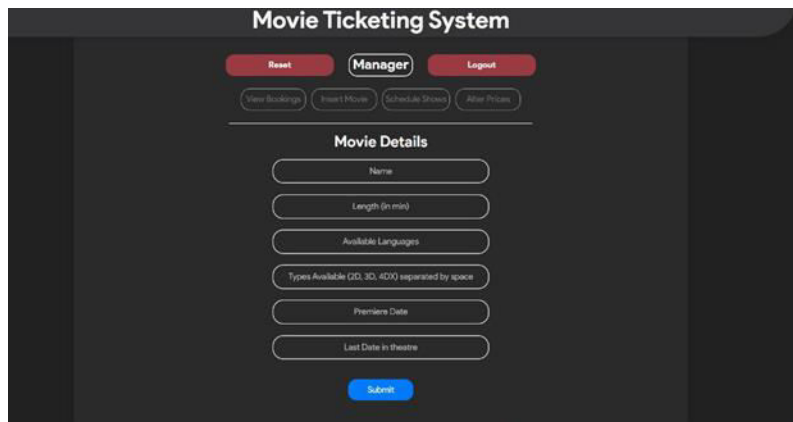 Movie Ticketing System
Reset Manager Logout
View Bookings Insert Movie Schedule Shows Alter Prices
Movie Details
Name
Length (in min)
Available Languages
Types Available (2D, 3D, 4DX) separated by space
Premiere Date
Last Date in theatre
Submit